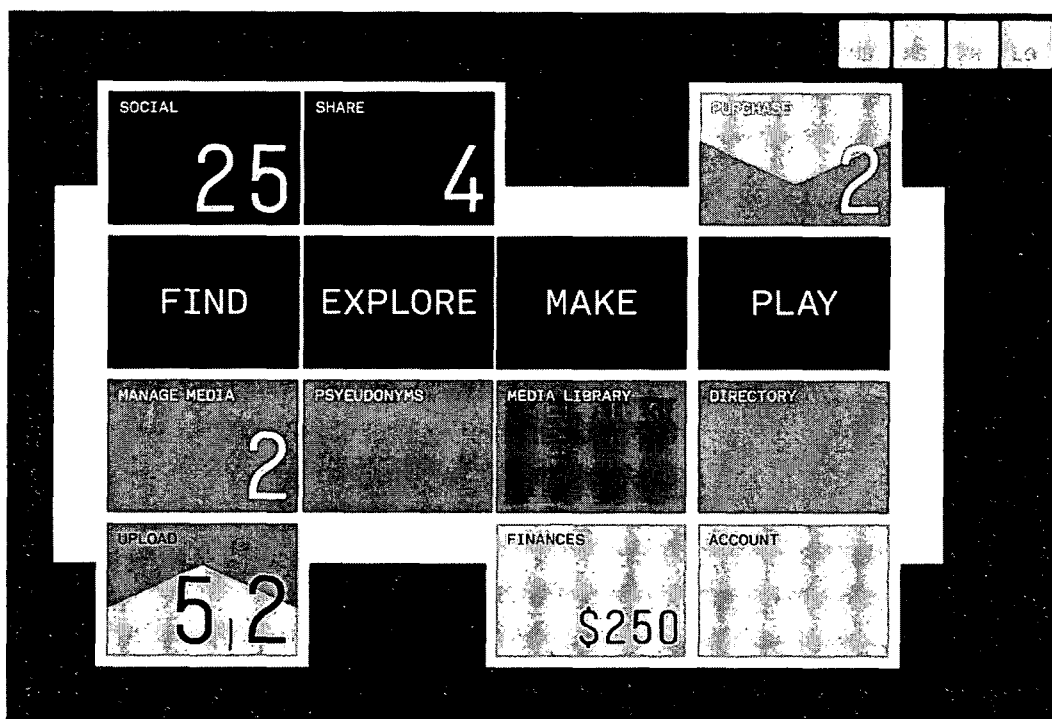 SOCIAL
25
SHARE
4
PURCHASE
2
FIND
EXPLORE
MAKE
PLAY
MANAGE MEDIA
2
PSYEUDONYMS
MEDIA LIBRARY
DIRECTORY
UPLOAD
5,2
FINANCES
$250
ACCOUNT